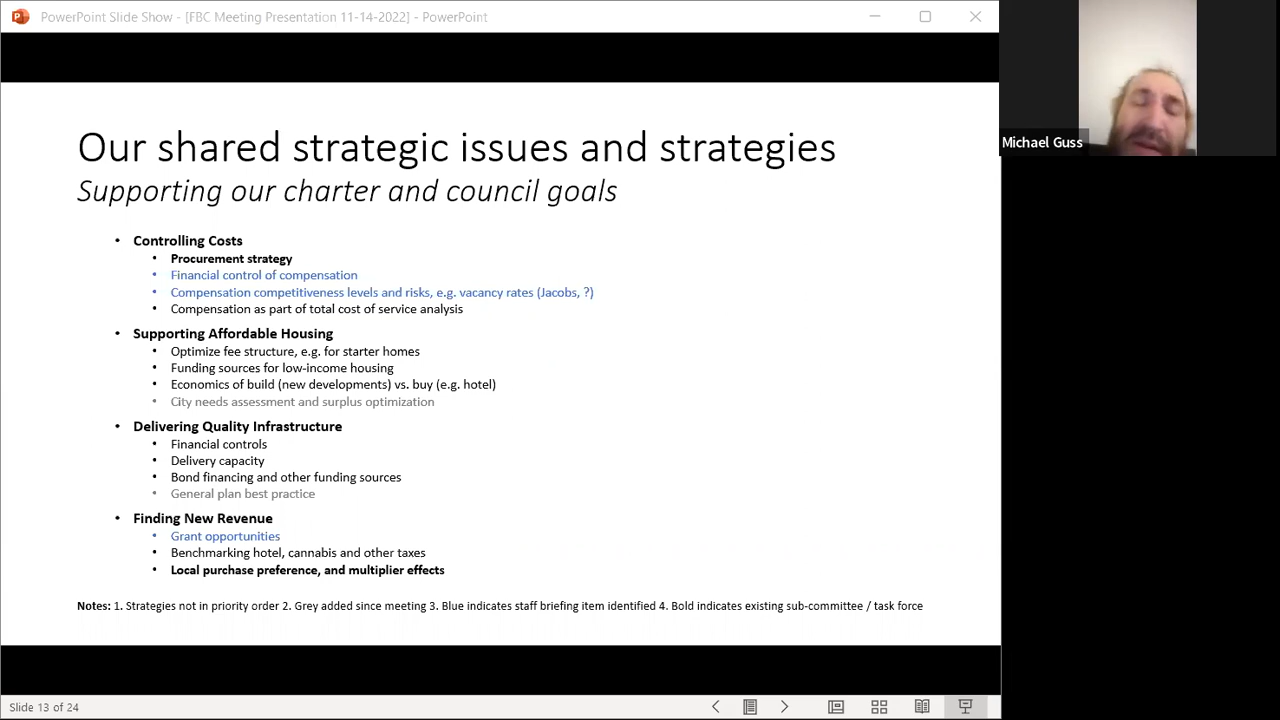 PowerPoint Slide Show - [FBC Meeting Presentation 11-14-2022] - PowerPoint
Michael Guss
Our shared strategic issues and strategies
Supporting our charter and council goals
• Controlling Costs
• Procurement strategy
• Financial control of compensation
• Compensation competitiveness levels and risks, e.g. vacancy rates (Jacobs, ?)
• Compensation as part of total cost of service analysis
• Supporting Affordable Housing
• Optimize fee structure, e.g. for starter homes
• Funding sources for low-income housing
• Economics of build (new developments) vs. buy (e.g. hotel)
• City needs assessment and surplus optimization
• Delivering Quality Infrastructure
• Financial controls
• Delivery capacity
• Bond financing and other funding sources
• General plan best practice
• Finding New Revenue
• Grant opportunities
• Benchmarking hotel, cannabis and other taxes
• Local purchase preference, and multiplier effects
Notes: 1. Strategies not in priority order 2. Grey added since meeting 3. Blue indicates staff briefing item identified 4. Bold indicates existing sub-committee / task force
Slide 13 of 24